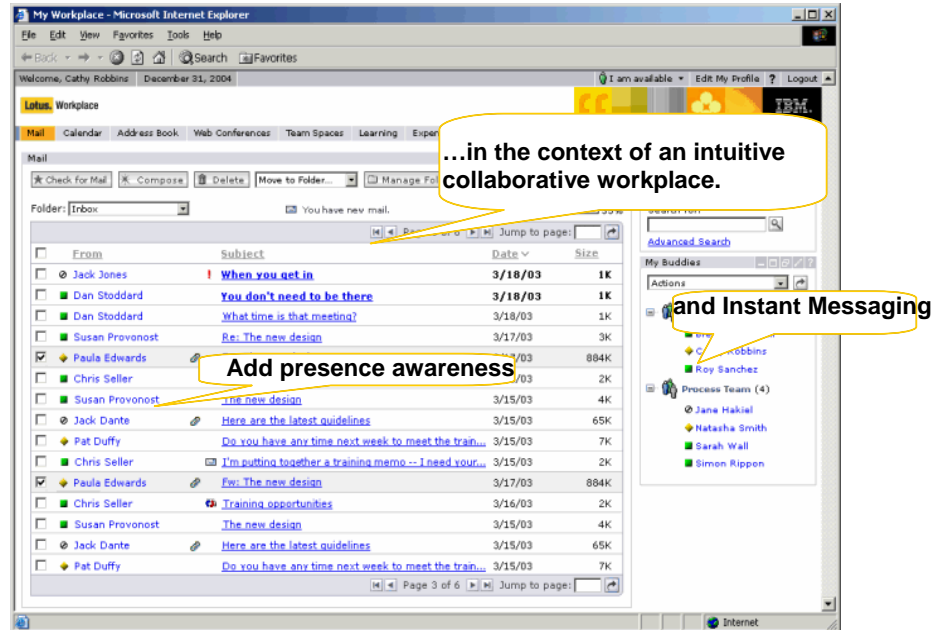 My Workplace - Microsoft Internet Explorer
File Edit View Favorites Tools Help
Back Search Favorites
Welcome, Cathy Robbins December 31, 2004 I am available Edit My Profile ? Logout
Lotus. Workplace IBM.
Mail Calendar Address Book Web Conferences Team Spaces Learning
…in the context of an intuitive
collaborative workplace.
Mail
Check for Mail Compose Delete Move to Folder... Manage
Folder: Inbox You have new mail.
Jump to page:
Advanced Search
From Subject Date Size
My Buddies
Actions
Jack Jones ! When you get in 3/18/03 1K
Dan Stoddard You don't need to be there 3/18/03 1K
and Instant Messaging
Dan Stoddard What time is that meeting? 3/18/03 1K
Susan Provonost Re: The new design 3/17/03 3K
Paula Edwards 884K
Robbins
Add presence awareness
Roy Sanchez
Chris Seller 2K
Susan Provonost The new design 3/15/03 4K
Process Team (4)
Jack Dante Here are the latest guidelines 3/15/03 65K
Jane Hakiel
Pat Duffy Do you have any time next week to meet the train... 3/15/03 7K
Natasha Smith
Sarah Wall
Chris Seller I'm putting together a training memo -- I need your... 3/15/03 2K
Simon Rippon
Paula Edwards Fw: The new design 3/17/03 884K
Chris Seller Training opportunities 3/16/03 2K
Susan Provonost The new design 3/15/03 4K
Jack Dante Here are the latest guidelines 3/15/03 65K
Pat Duffy Do you have any time next week to meet the train... 3/15/03 7K
Page 3 of 6 Jump to page:
Internet